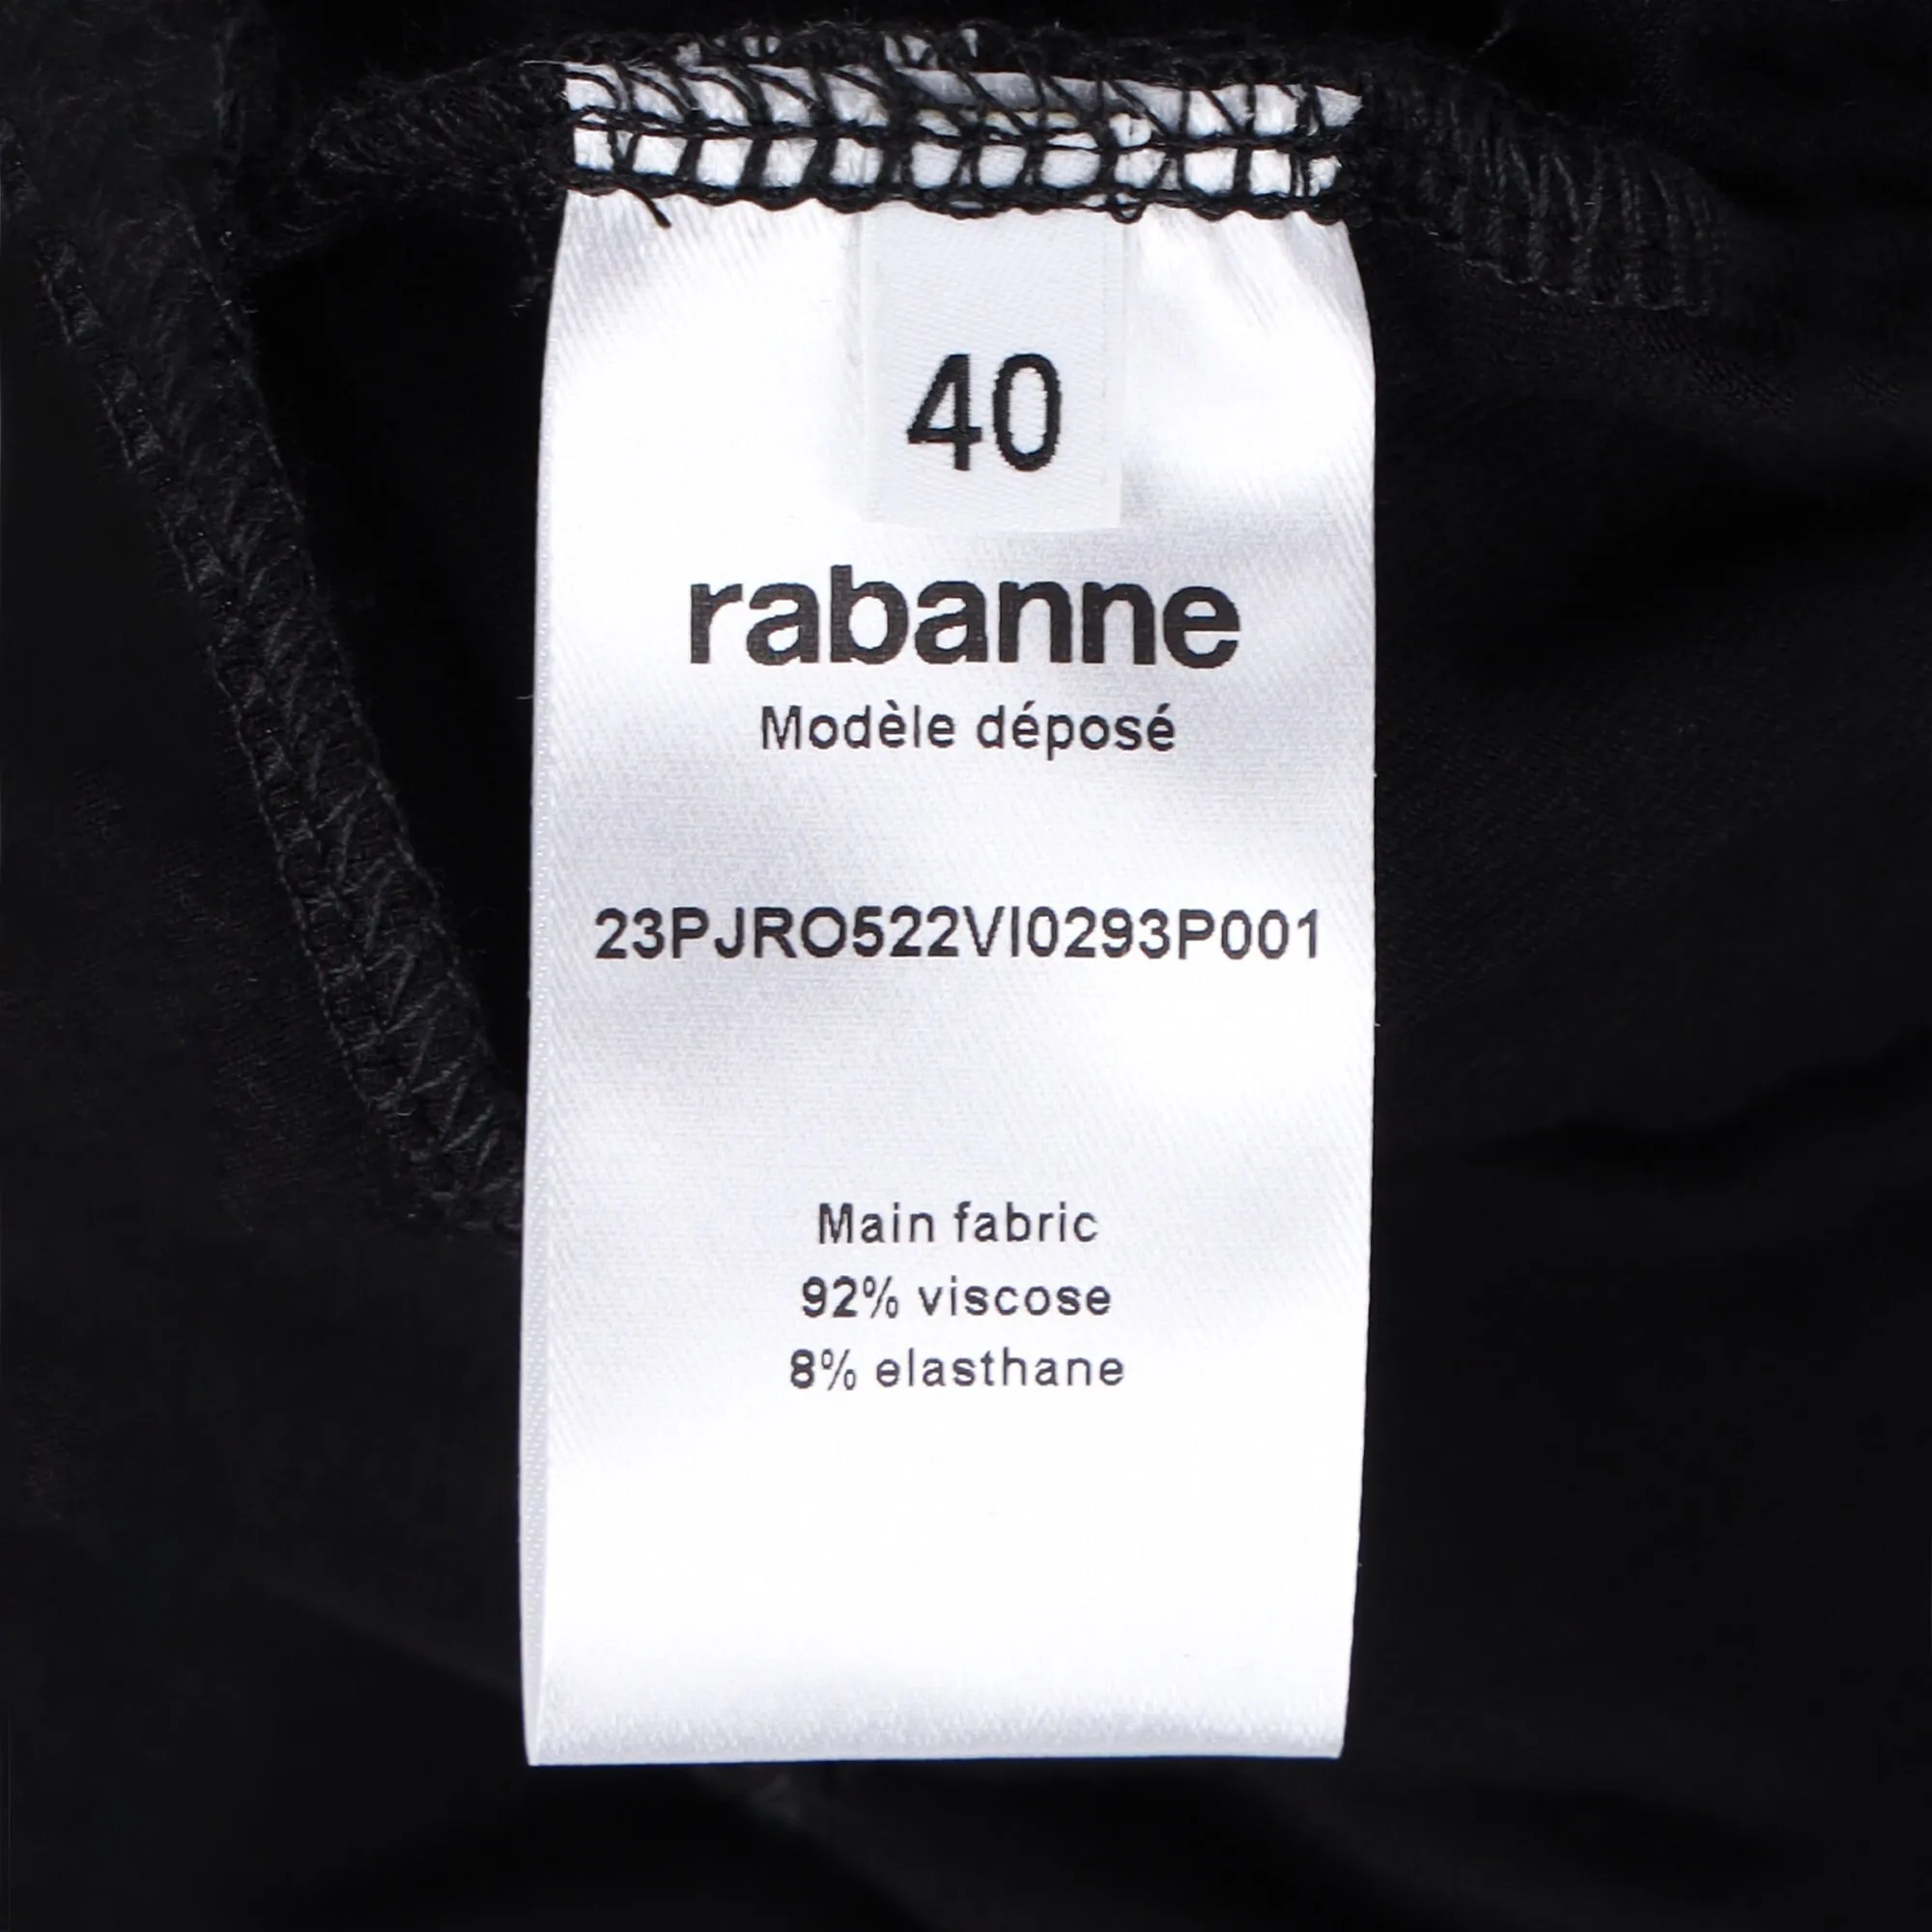 40
rabanne
Modèle déposé
23PJRO522VI0293P001
Main fabric
92% viscose
8% elasthane